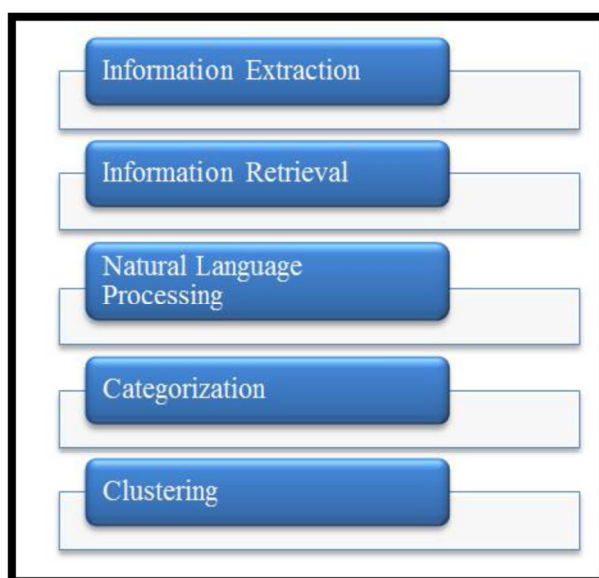 Information Extraction
Information Retrieval
Natural Language
Processing
Categorization
Clustering